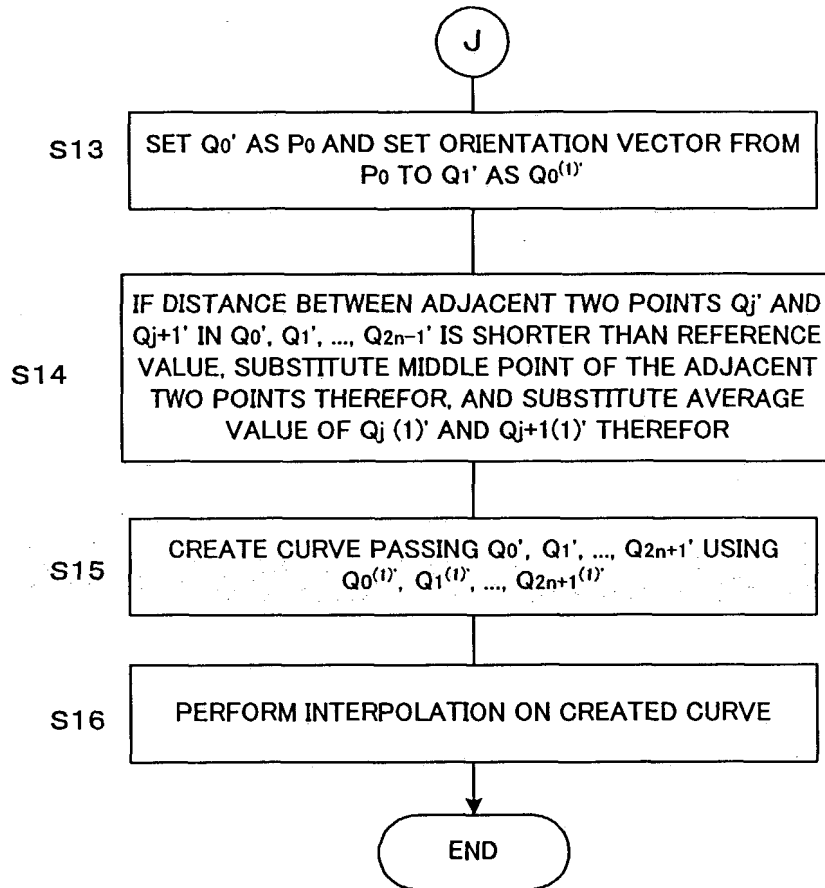 J
S13
SET Q0' AS P0 AND SET ORIENTATION VECTOR FROM
P0 TO Q1' AS Q0(1)'
S14
IF DISTANCE BETWEEN ADJACENT TWO POINTS Qj' AND
Qj+1' IN Q0', Q1', ..., Q2n-1' IS SHORTER THAN REFERENCE
VALUE, SUBSTITUTE MIDDLE POINT OF THE ADJACENT
TWO POINTS THEREFOR, AND SUBSTITUTE AVERAGE
VALUE OF Qj (1)' AND Qj+1(1)' THEREFOR
S15
CREATE CURVE PASSING Q0', Q1', ..., Q2n+1' USING
Q0(1)', Q1(1)', ..., Q2n+1(1)'
S16
PERFORM INTERPOLATION ON CREATED CURVE
END